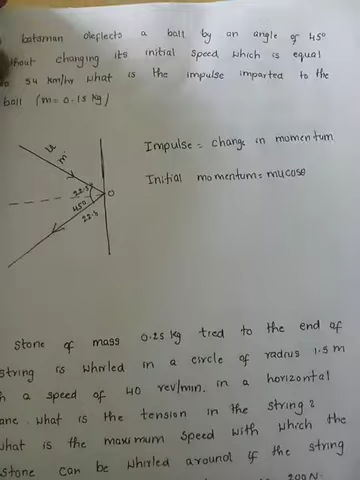 batsman deflects a ball by an angle of 45°
without changing its initial speed which is equal
to 54 km/hr what is the impulse imparted to the
ball (m = 0.15 kg)
Impulse = change in momentum
Initial momentum = mucosθ
u
m
22.5
O
45°
22.5
stone of mass 0.25 kg tied to the end of
string is whirled in a circle of radius 1.5 m
a speed of 40 rev/min. in a horizontal
what is the tension in the string?
what is the maximum speed with which the
stone can be whirled around if the string
200N